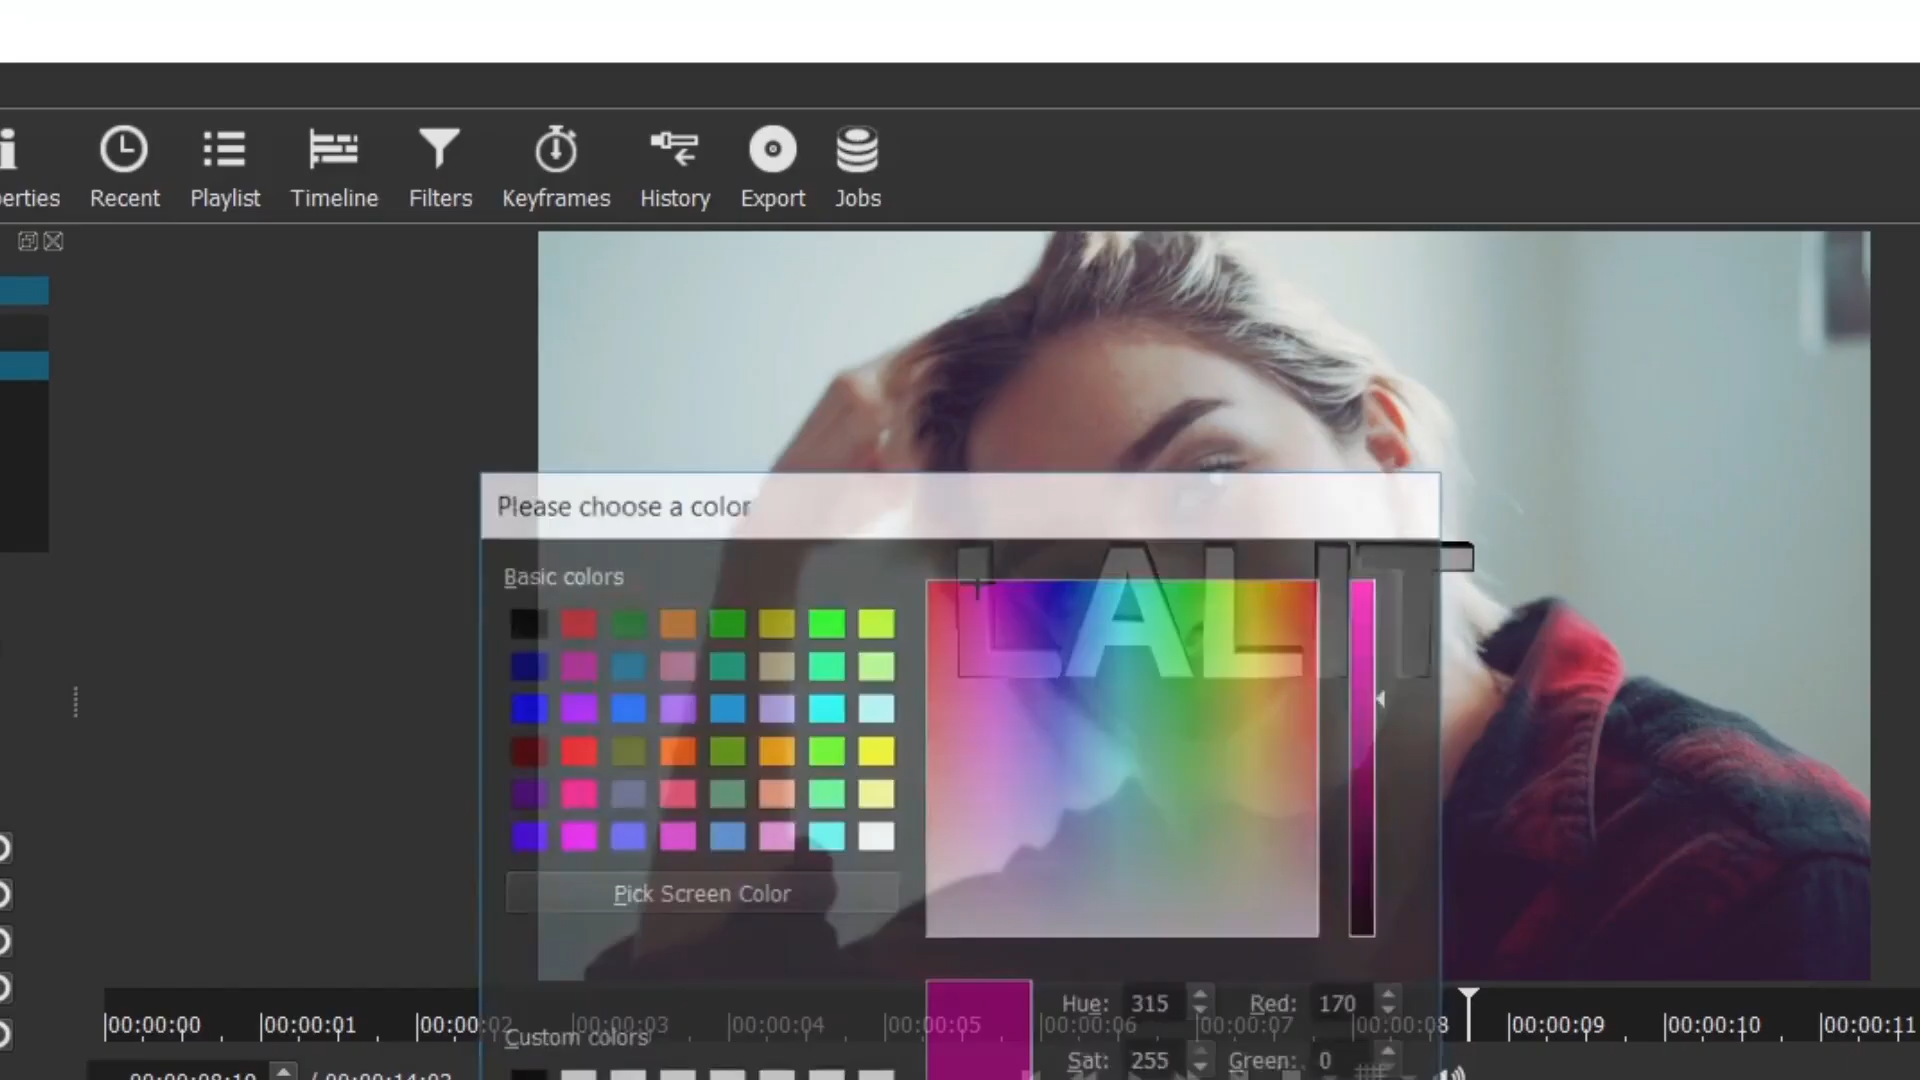 erties Recent Playlist Timeline Filters Keyframes History Export Jobs
Please choose a color
Basic colors
LALIT
Pick Screen Color
Hue: 315 Red: 170
00:00:00 00:00:01 00:00:02 00:00:03 00:00:04 00:00:05 00:00:06 00:00:07 00:00:08 00:00:09 00:00:10 00:00:11
Custom colors
Sat: 255 Green: 0